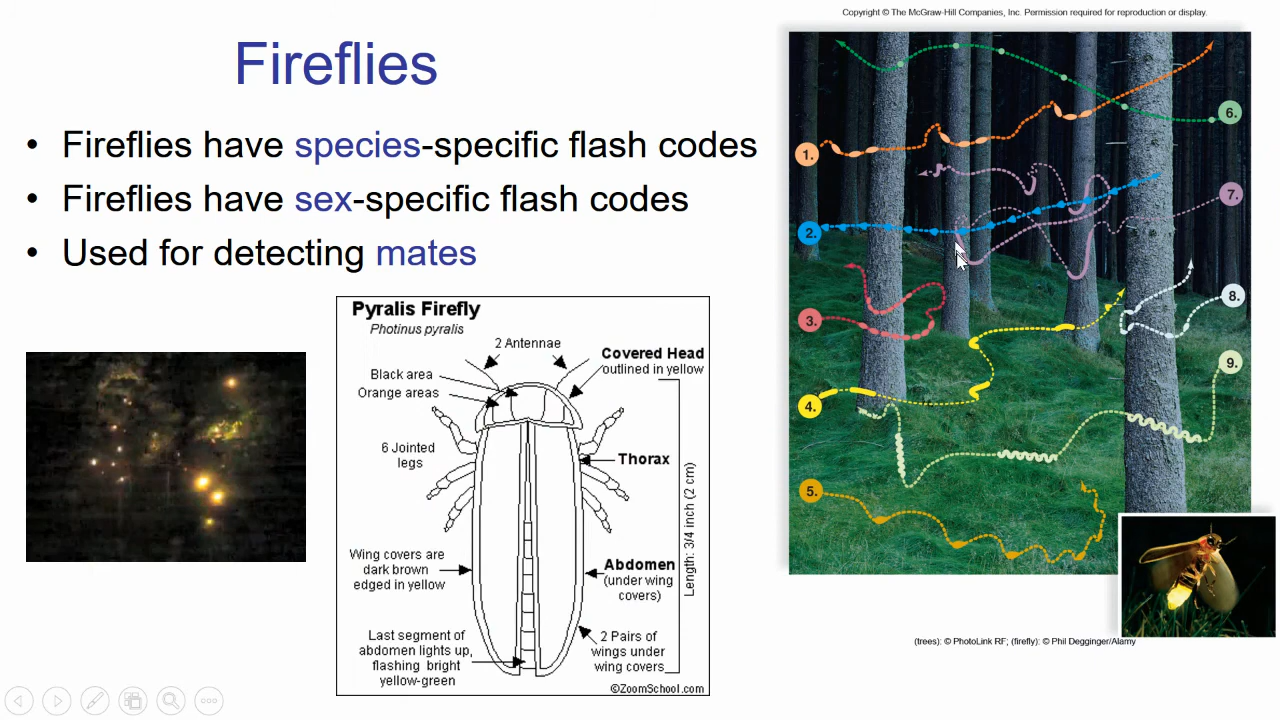 Copyright © The McGraw-Hill Companies, Inc. Permission required for reproduction or display.
Fireflies
• Fireflies have species-specific flash codes
• Fireflies have sex-specific flash codes
• Used for detecting mates
Pyralis Firefly
Photinus pyralis
2 Antennae
Covered Head
outlined in yellow
Black area
Orange areas
6 Jointed
legs
Thorax
Length: 3/4 inch (2 cm)
Wing covers are
dark brown
edged in yellow
Abdomen
(under wing
covers)
Last segment of
abdomen lights up,
flashing bright
yellow-green
2 Pairs of
wings under
wing covers
©ZoomSchool.com
1.
2.
3.
4.
5.
6.
7.
8.
9.
(trees): © PhotoLink RF; (firefly): © Phil Degginger/Alamy